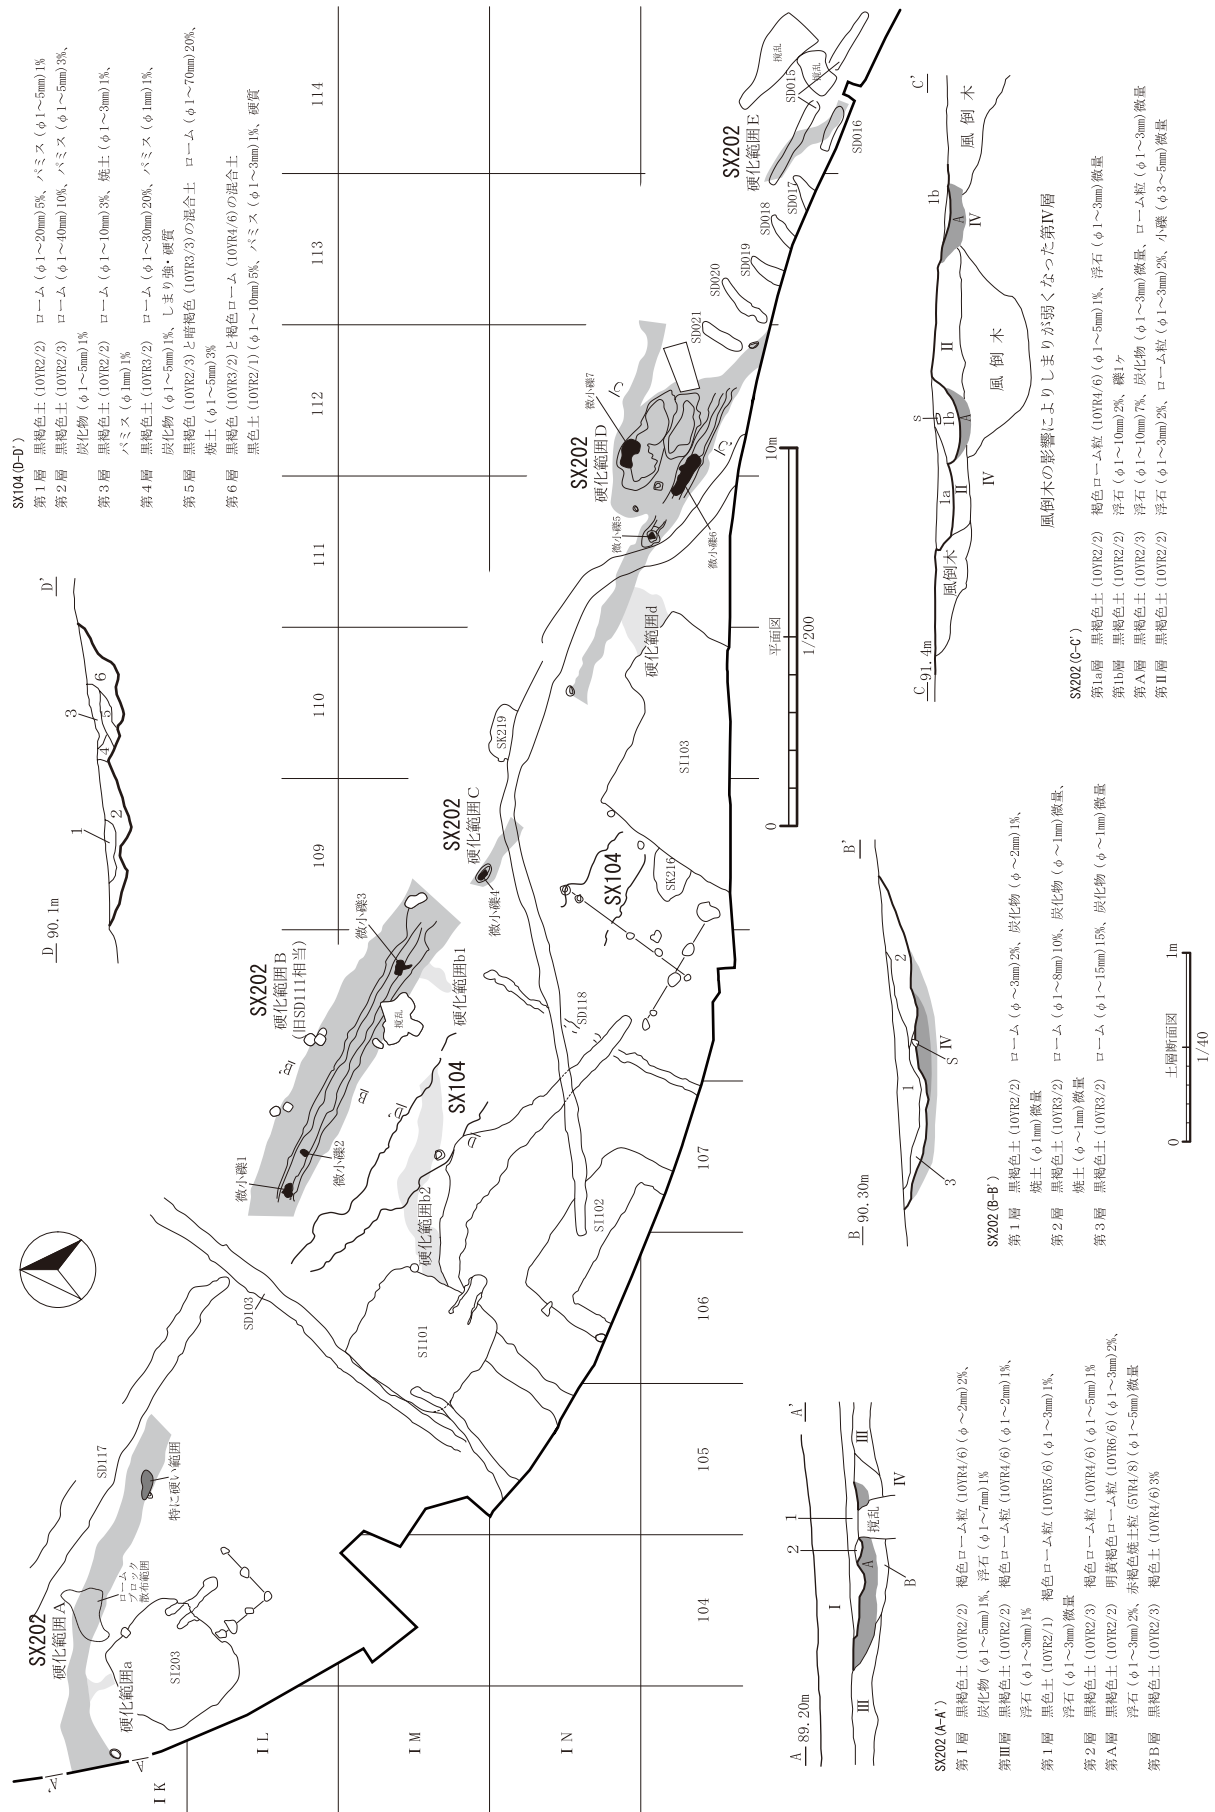 SX104(D-D')
第1層 黒褐色土(10YR2/2) ローム(φ1～20mm)5%、パミス(φ1～5mm)1%
第2層 黒褐色土(10YR2/3) ローム(φ1～40mm)10%、パミス(φ1～5mm)3%、
炭化物(φ1～5mm)1%
第3層 黒褐色土(10YR2/2) ローム(φ1～10mm)3%、焼土(φ1～3mm)1%、
パミス(φ1mm)1%
第4層 黒褐色土(10YR3/2) ローム(φ1～30mm)20%、パミス(φ1mm)1%、
炭化物(φ1～5mm)1%、しまり強・硬質
第5層 黒褐色(10YR2/3)と暗褐色(10YR3/3)の混合土 ローム(φ1～70mm)20%、
焼土(φ1～5mm)3%
第6層 黒褐色(10YR3/2)と褐色ローム(10YR4/6)の混合土
黒色土(10YR2/1)(φ1～10mm)5%、パミス(φ1～3mm)1%、硬質
D 90.1m
D'
1
2
3
4
5
6
SX202
硬化範囲A
硬化範囲a
ローム
ブロック
散布範囲
特に硬い範囲
SI203
SD117
SD103
SX202
硬化範囲B
(旧SD111相当)
微小礫1
微小礫2
微小礫3
撹乱
硬化範囲b1
硬化範囲b2
SX104
SI101
SI102
SD118
SX202
硬化範囲C
微小礫4
SX104
SK216
SK219
SI103
SX202
硬化範囲D
硬化範囲d
微小礫5
微小礫6
微小礫7
SX202
硬化範囲E
SD015
SD016
SD017
SD018
SD019
SD020
SD021
撹乱
撹乱
A'
B
B'
C
C'
D
D'
IK
IL
IM
IN
104
105
106
107
109
110
111
112
113
114
109
0
平面図
1/200
10m
A 89.20m
A'
I
III
III
IV
1
2
A
B
撹乱
SX202(A-A')
第I層 黒褐色土(10YR2/2) 褐色ローム粒(10YR4/6)(φ～2mm)2%、
炭化物(φ1～5mm)1%、浮石(φ1～7mm)1%
第III層 黒褐色土(10YR2/2) 褐色ローム粒(10YR4/6)(φ1～2mm)1%、
浮石(φ1～3mm)1%
第1層 黒色土(10YR2/1) 褐色ローム粒(10YR5/6)(φ1～3mm)1%、
浮石(φ1～3mm)微量
第2層 黒褐色土(10YR2/3) 褐色ローム粒(10YR4/6)(φ1～5mm)1%
第A層 黒褐色土(10YR2/2) 明黄褐色ローム粒(10YR6/6)(φ1～3mm)2%、
浮石(φ1～3mm)2%、赤褐色焼土粒(5YR4/8)(φ1～5mm)微量
第B層 黒褐色土(10YR2/3) 褐色土(10YR4/6)3%
B 90.30m
B'
1
2
3
S
IV
SX202(B-B')
第1層 黒褐色土(10YR2/2) ローム(φ～3mm)2%、炭化物(φ～2mm)1%、
焼土(φ1mm)微量
第2層 黒褐色土(10YR3/2) ローム(φ1～8mm)10%、炭化物(φ～1mm)微量、
焼土(φ～1mm)微量
第3層 黒褐色土(10YR3/2) ローム(φ1～15mm)15%、炭化物(φ～1mm)微量
0
土層断面図
1/40
1m
C 91.4m
C'
風倒木
1a
II
IV
s
1b
A
II
風倒木
1b
A
IV
風倒木
風倒木の影響によりしまりが弱くなった第IV層
SX202(C-C')
第1a層 黒褐色土(10YR2/2) 褐色ローム粒(10YR4/6)(φ1～5mm)1%、浮石(φ1～3mm)微量
第1b層 黒褐色土(10YR2/2) 浮石(φ1～10mm)2%、礫1ヶ
第A層 黒褐色土(10YR2/3) 浮石(φ1～10mm)7%、炭化物(φ1～3mm)微量、ローム粒(φ1～3mm)微量
第II層 黒褐色土(10YR2/2) 浮石(φ1～3mm)2%、ローム粒(φ1～3mm)2%、小礫(φ3～5mm)微量